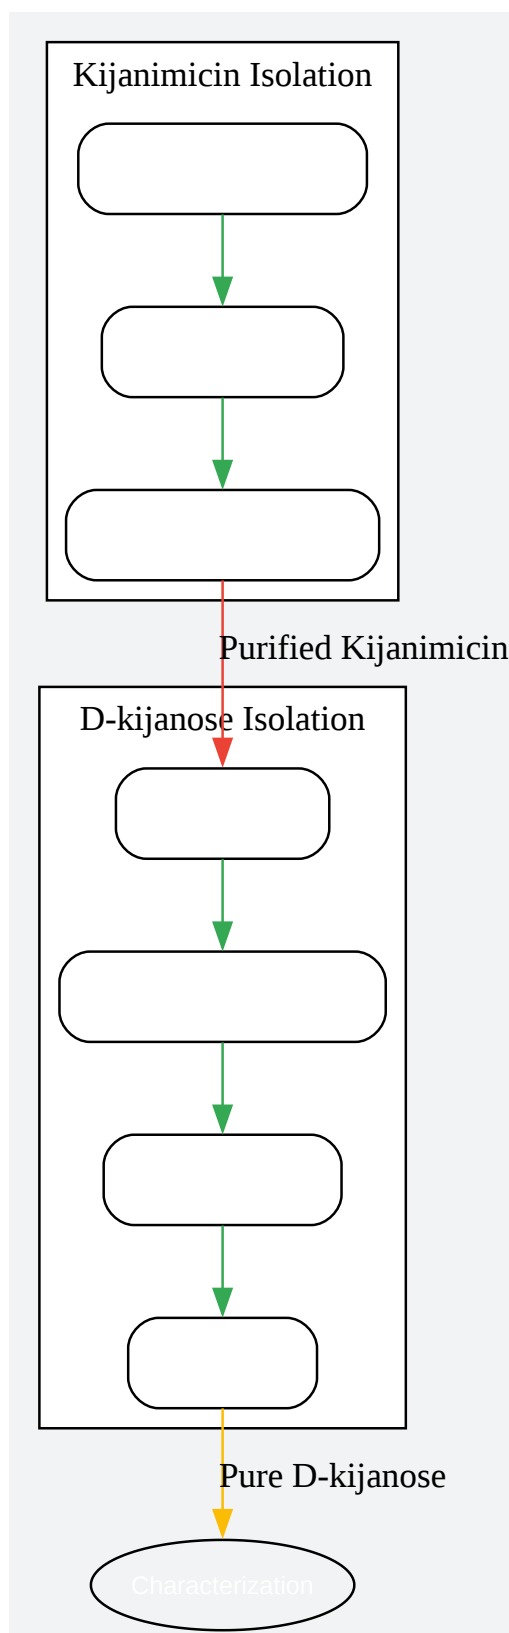 Kijanimicin Isolation
Purified Kijanimicin
D-kijanose Isolation
Pure D-kijanose
Characterization